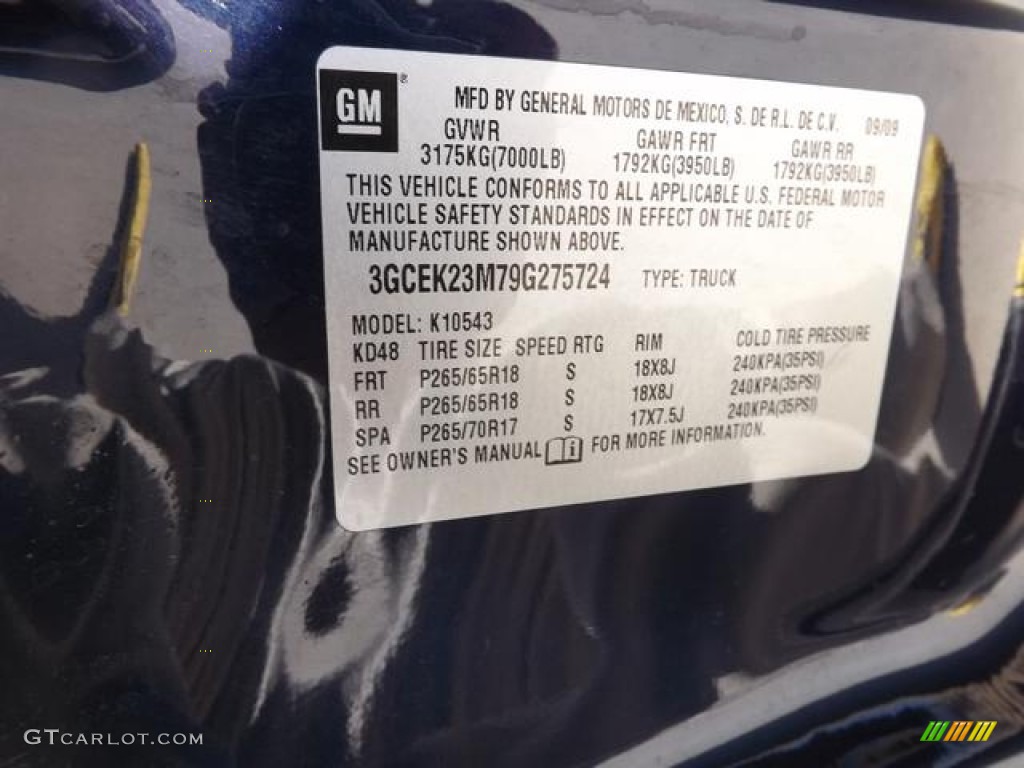 GM®
MFD BY GENERAL MOTORS DE MEXICO, S. DE R.L. DE C.V. 09/09
GVWR GAWR FRT GAWR RR
3175KG(7000LB) 1792KG(3950LB) 1792KG(3950LB)
THIS VEHICLE CONFORMS TO ALL APPLICABLE U.S. FEDERAL MOTOR
VEHICLE SAFETY STANDARDS IN EFFECT ON THE DATE OF
MANUFACTURE SHOWN ABOVE.
3GCEK23M79G275724 TYPE: TRUCK
MODEL: K10543
KD48 TIRE SIZE SPEED RTG RIM COLD TIRE PRESSURE
FRT P265/65R18 S 18X8J 240KPA(35PSI)
RR P265/65R18 S 18X8J 240KPA(35PSI)
SPA P265/70R17 S 17X7.5J 240KPA(35PSI)
SEE OWNER'S MANUAL i FOR MORE INFORMATION.
GTCARLOT.COM